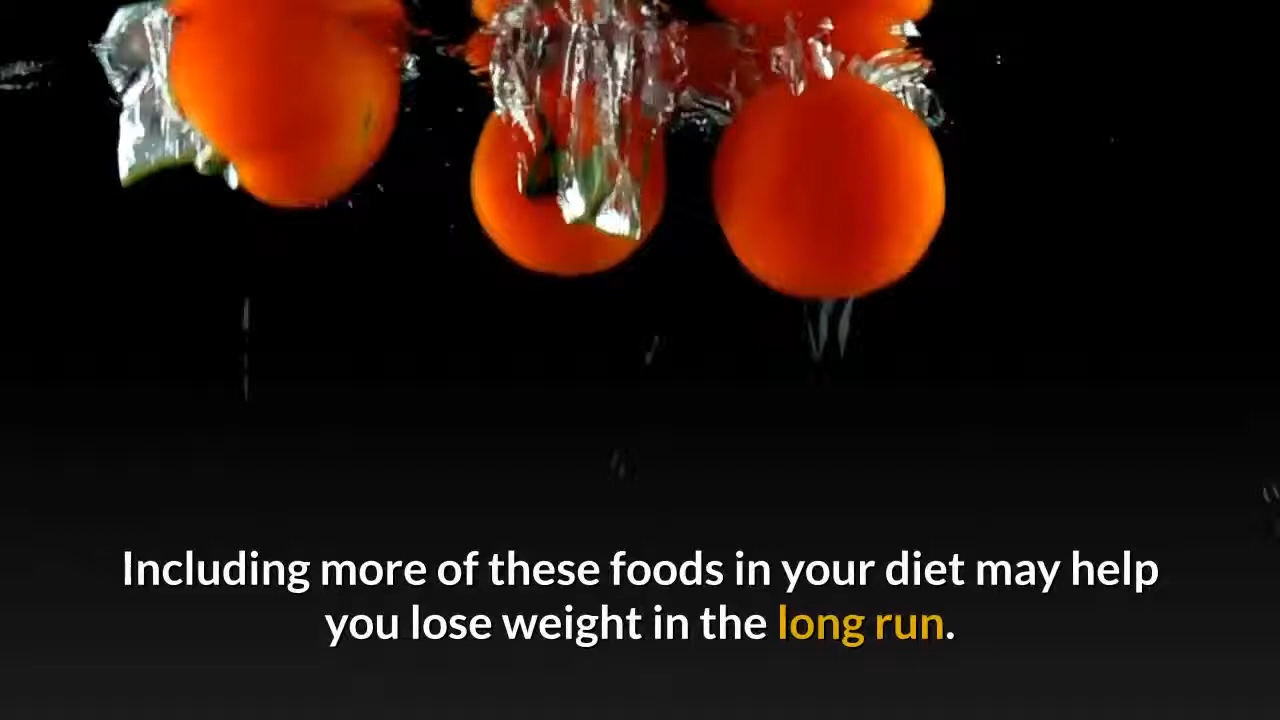 Including more of these foods in your diet may help
you lose weight in the long run.